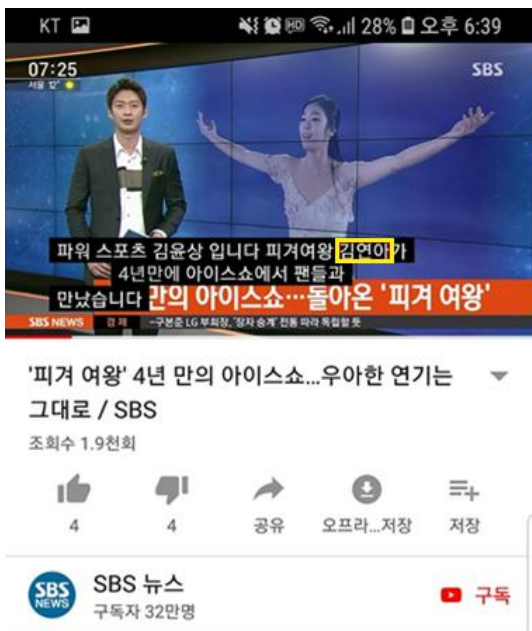 KT HD 28% 오후 6:39
07:25
SBS
서울 12°
파워 스포츠 김윤상 입니다 피겨여왕 김연아가
4년만에 아이스쇼에서 팬들과
만났습니다
만의 아이스쇼…돌아온 '피겨 여왕'
SBS NEWS 경제 -구본준 LG 부회장, '장자 승계' 전통 따라 독립할 듯
'피겨 여왕' 4년 만의 아이스쇼...우아한 연기는
그대로 / SBS
조회수 1.9천회
4 4 공유 오프라...저장 저장
SBS NEWS
SBS 뉴스
구독자 32만명
구독